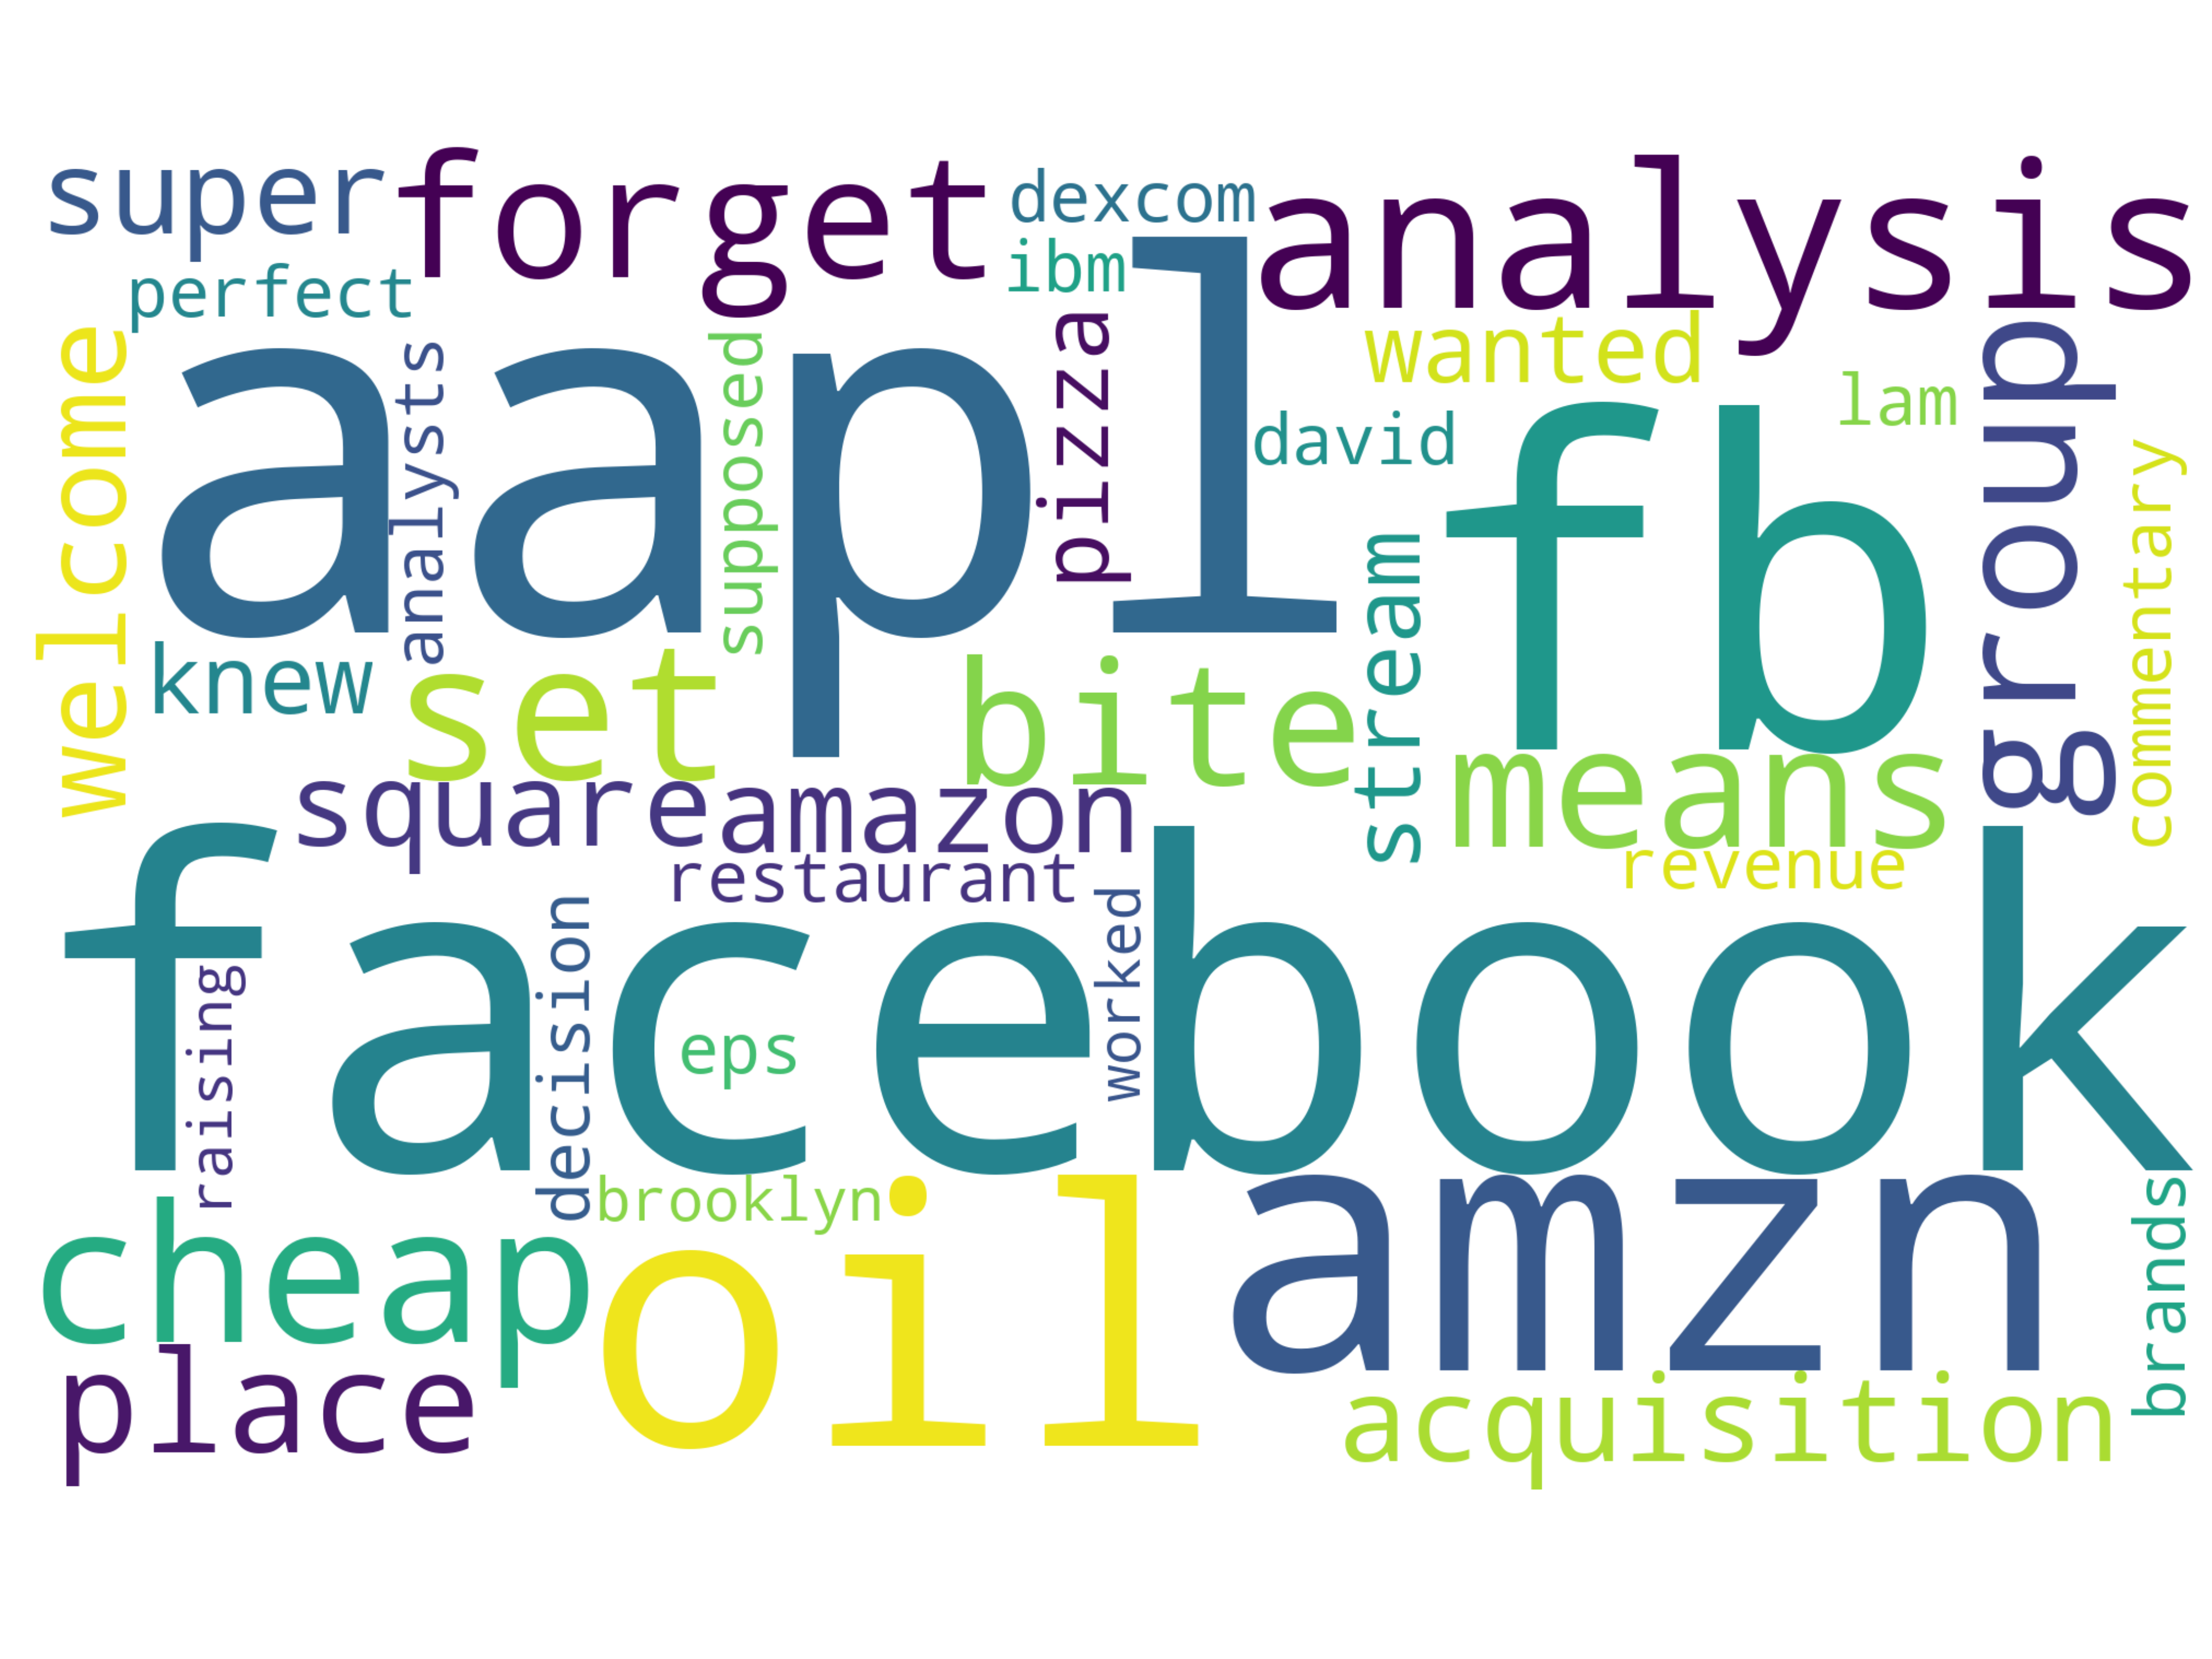 super
forget
dexcom
analysis
ibm
perfect
welcome
aapl
analysts
supposed
pizza
wanted
david
lam
group
fb
stream
commentary
knew
set
bite
means
square
amazon
restaurant
revenue
facebook
raising
decision
eps
worked
cheap
brooklyn
oil
amzn
brands
place
acquisition